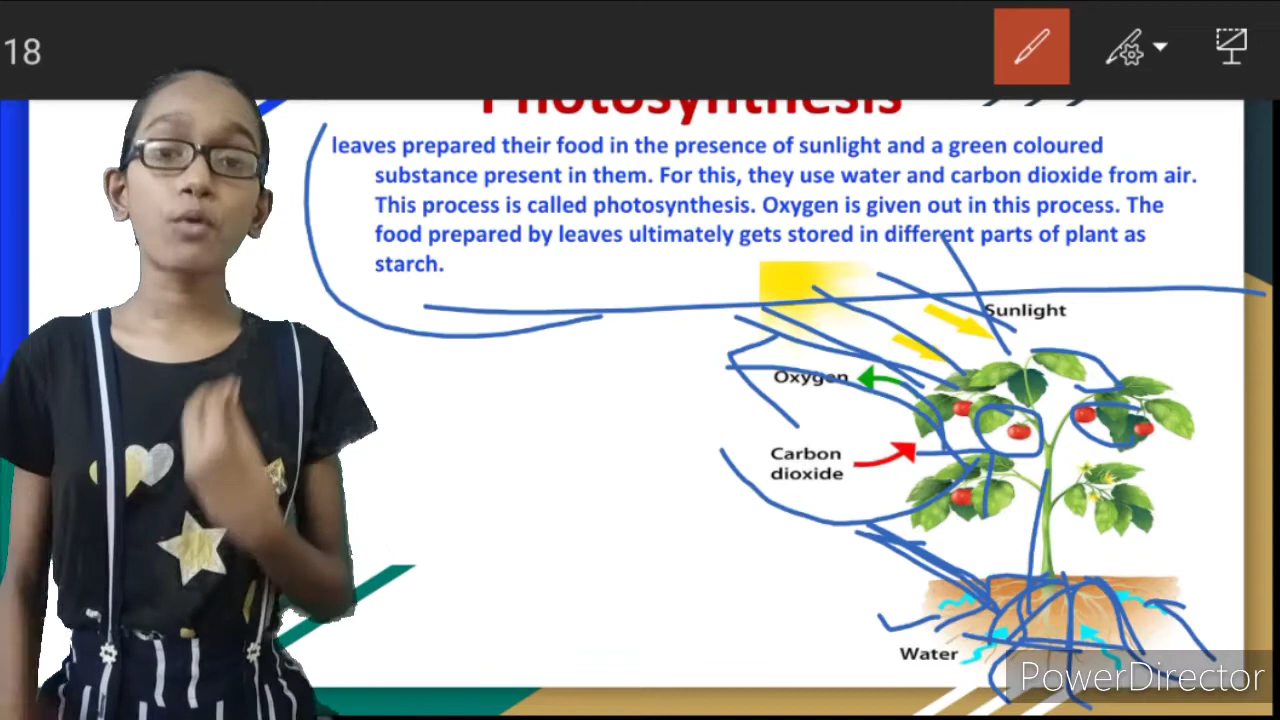 18
Photosynthesis
leaves prepared their food in the presence of sunlight and a green coloured
substance present in them. For this, they use water and carbon dioxide from air.
This process is called photosynthesis. Oxygen is given out in this process. The
food prepared by leaves ultimately gets stored in different parts of plant as
starch.
Sunlight
Oxygen
Carbon
dioxide
Water
PowerDirector